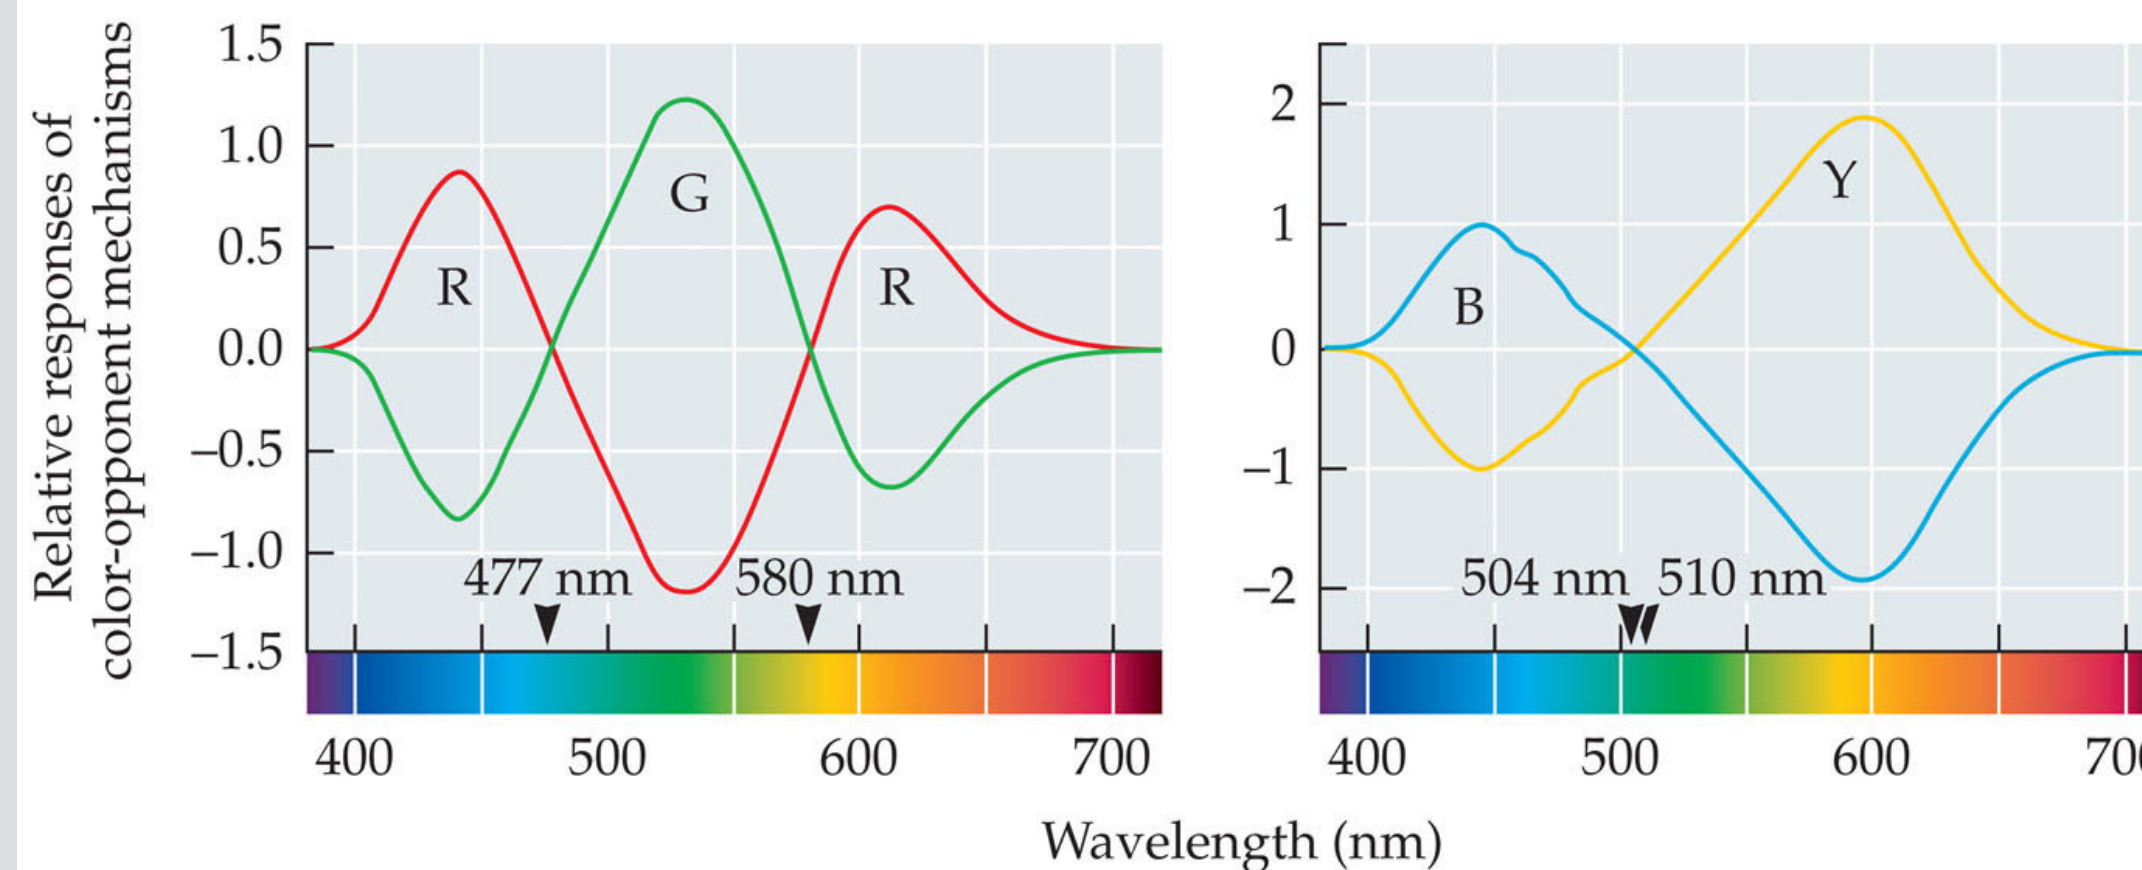 Relative responses of
color-opponent mechanisms
1.5
1.0
0.5
0.0
–0.5
–1.0
–1.5
R
G
R
477 nm
580 nm
400
500
600
700
2
1
0
–1
–2
B
Y
504 nm
510 nm
400
500
600
Wavelength (nm)